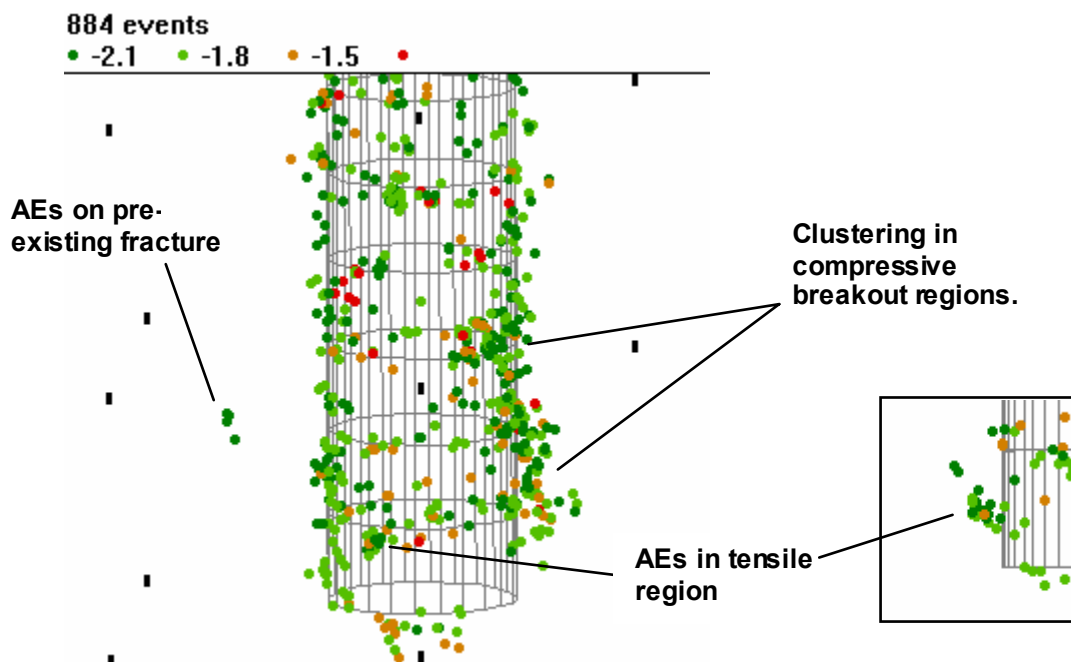 884 events
-2.1 -1.8 -1.5
AEs on pre-
existing fracture
Clustering in
compressive
breakout regions.
AEs in tensile
region